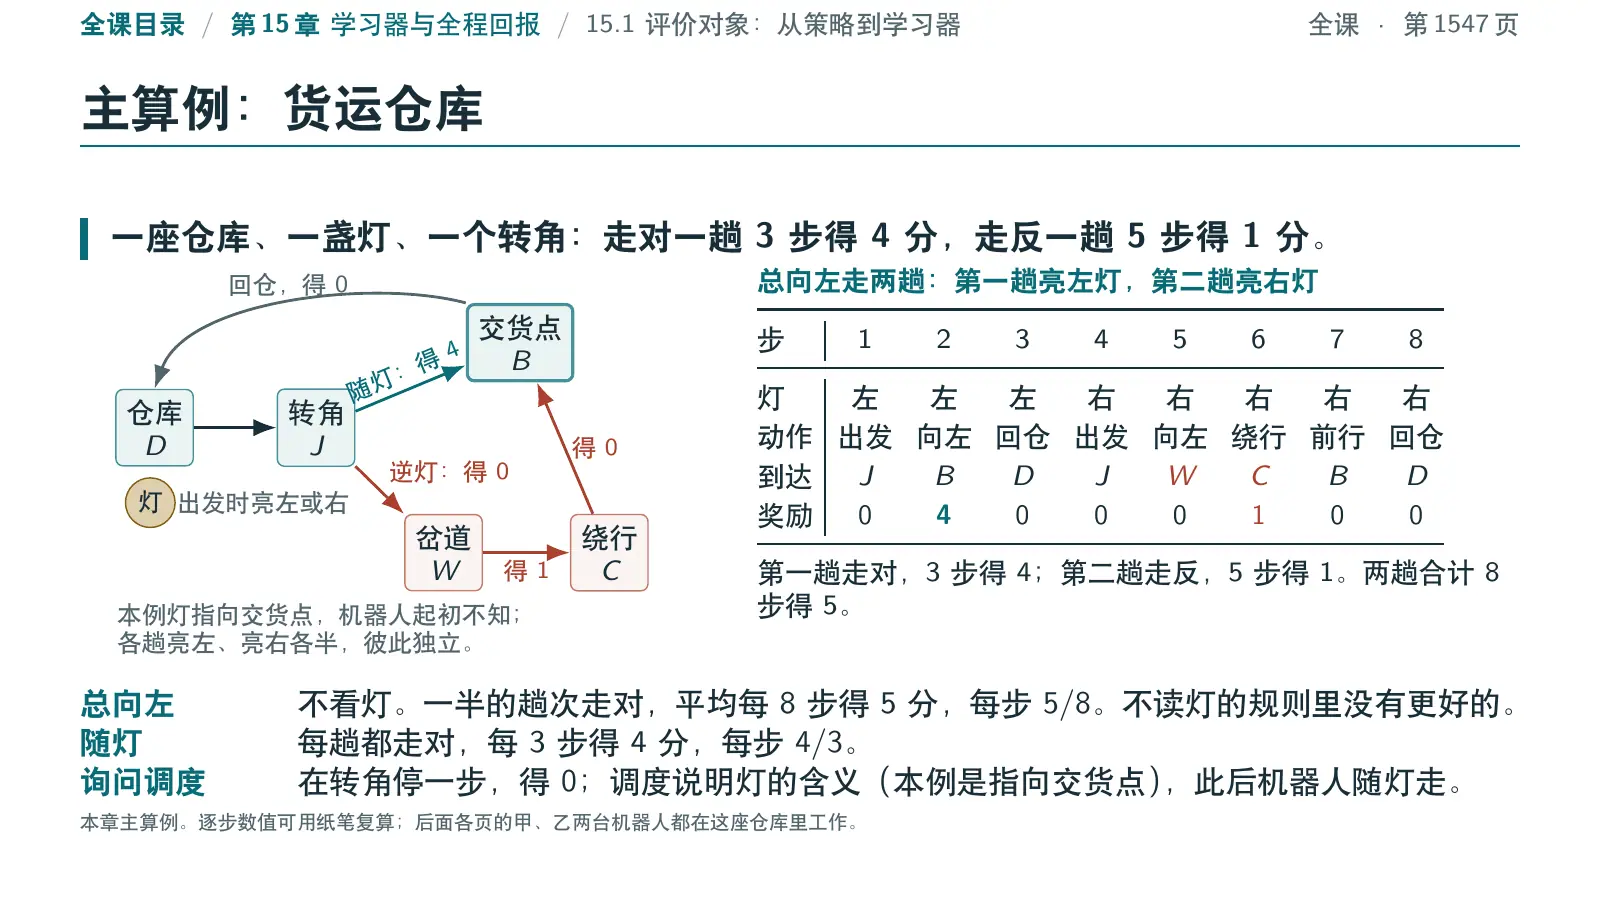 全课目录 / 第 15 章 学习器与全程回报 / 15.1 评价对象：从策略到学习器
全课 · 第 1547 页
主算例：货运仓库
一座仓库、一盏灯、一个转角：走对一趟 3 步得 4 分，走反一趟 5 步得 1 分。
回仓，得 0
交货点
B
随灯：得 4
仓库
D
转角
J
得 0
逆灯：得 0
灯 出发时亮左或右
岔道
W
得 1
绕行
C
本例灯指向交货点，机器人起初不知；
各趟亮左、亮右各半，彼此独立。
总向左走两趟：第一趟亮左灯，第二趟亮右灯
步 1 2 3 4 5 6 7 8
灯 左 左 左 右 右 右 右 右
动作 出发 向左 回仓 出发 向左 绕行 前行 回仓
到达 J B D J W C B D
奖励 0 4 0 0 0 1 0 0
第一趟走对，3 步得 4；第二趟走反，5 步得 1。两趟合计 8
步得 5。
总向左 不看灯。一半的趟次走对，平均每 8 步得 5 分，每步 5/8。不读灯的规则里没有更好的。
随灯 每趟都走对，每 3 步得 4 分，每步 4/3。
询问调度 在转角停一步，得 0；调度说明灯的含义（本例是指向交货点），此后机器人随灯走。
本章主算例。逐步数值可用纸笔复算；后面各页的甲、乙两台机器人都在这座仓库里工作。